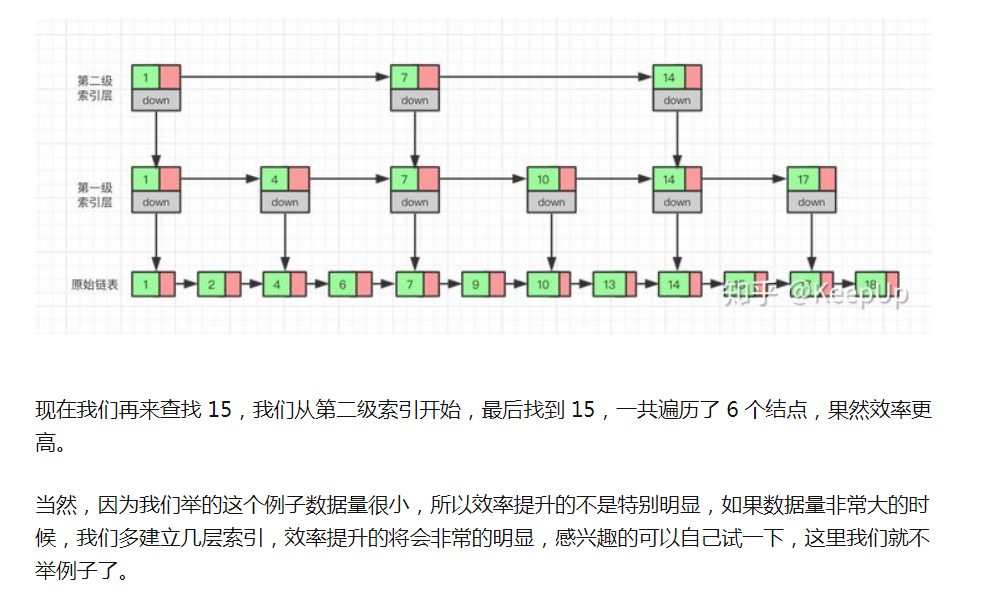 第二级
索引层
1 7 14
down down down
第一级
索引层
1 4 7 10 14 17
down down down down down down
原始链表 1 2 4 6 7 9 10 13 14 18
知乎 @KeepUp
现在我们再来查找 15，我们从第二级索引开始，最后找到 15，一共遍历了 6 个结点，果然效率更
高。
当然，因为我们举的这个例子数据量很小，所以效率提升的不是特别明显，如果数据量非常大的时
候，我们多建立几层索引，效率提升的将会非常的明显，感兴趣的可以自己试一下，这里我们就不
举例子了。